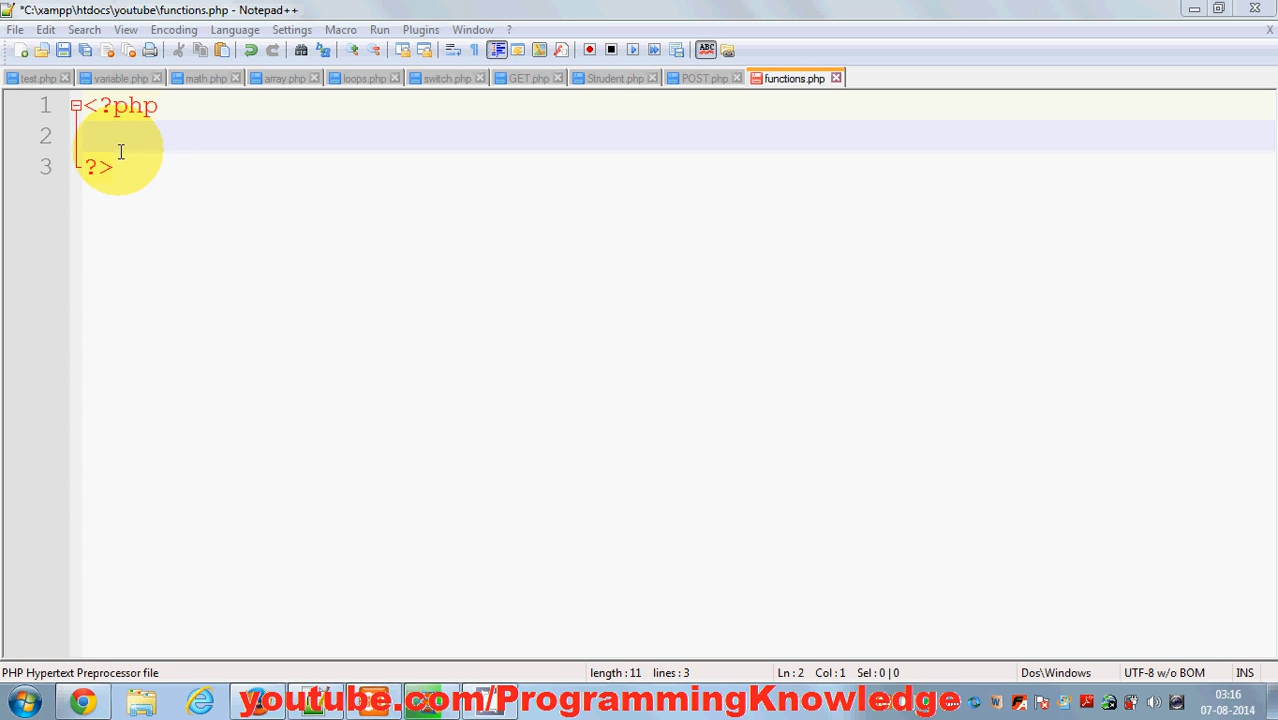 *C:\xampp\htdocs\youtube\functions.php - Notepad++
File Edit Search View Encoding Language Settings Macro Run Plugins Window ? X
test.php variable.php math.php array.php loops.php switch.php GET.php Strudent.php POST.php functions.php
1 <?php
2
3 ?>
PHP Hypertext Preprocessor file length : 11 lines : 3 Ln : 2 Col : 1 Sel : 0 | 0 Dos\Windows UTF-8 w/o BOM INS
youtube.com/ProgrammingKnowledge
03:16
07-08-2014